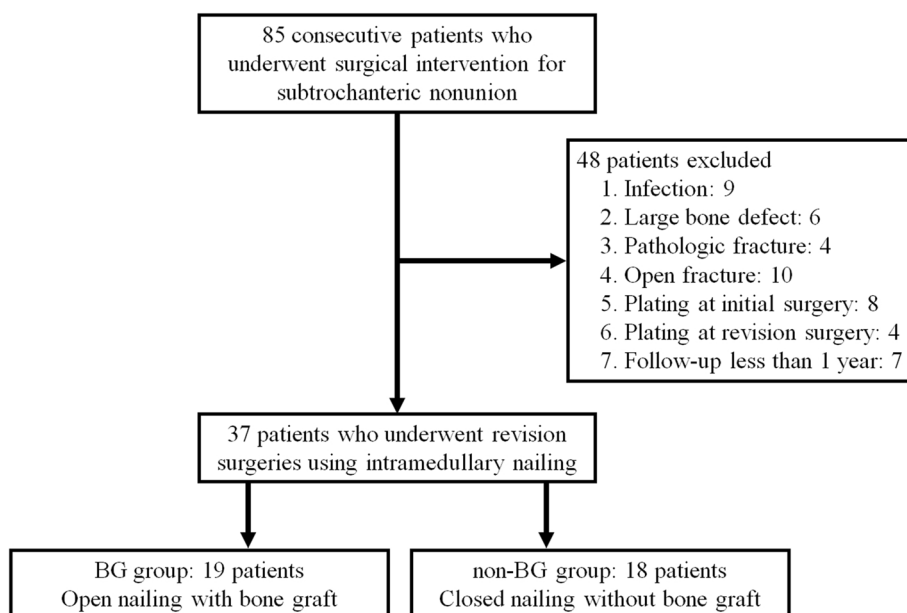 85 consecutive patients who
underwent surgical intervention for
subtrochanteric nonunion
48 patients excluded
1. Infection: 9
2. Large bone defect: 6
3. Pathologic fracture: 4
4. Open fracture: 10
5. Plating at initial surgery: 8
6. Plating at revision surgery: 4
7. Follow-up less than 1 year: 7
37 patients who underwent revision
surgeries using intramedullary nailing
BG group: 19 patients
Open nailing with bone graft
non-BG group: 18 patients
Closed nailing without bone graft